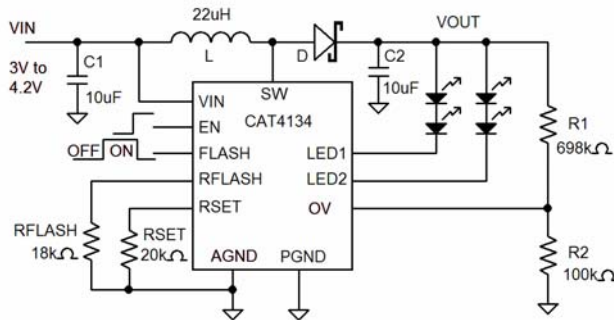 VIN
22uH
VOUT
C1
L
D
C2
3V to
4.2V
10uF
10uF
SW
VIN
CAT4134
R1
EN
698kΩ
OFF
ON
FLASH
LED1
RFLASH
LED2
RSET
OV
RFLASH
18kΩ
RSET
20kΩ
AGND
PGND
R2
100kΩ